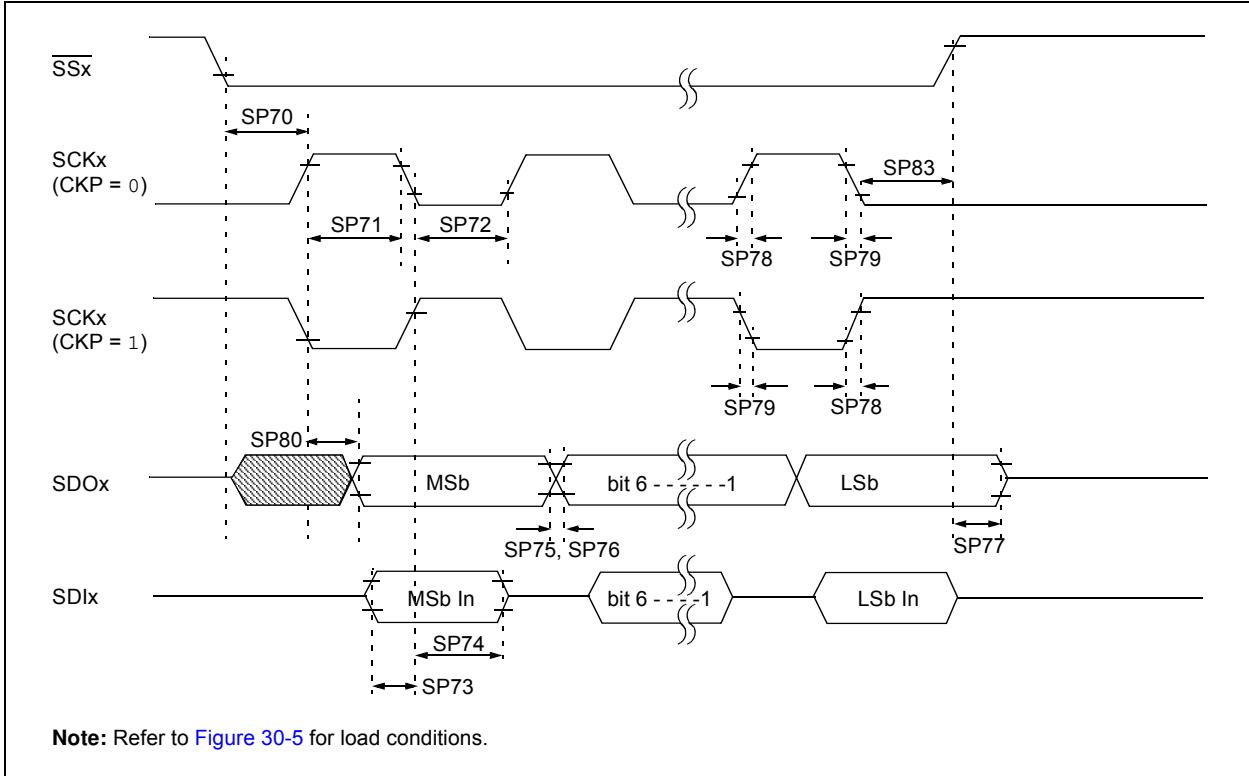 SSx
SP70
SCKx
(CKP = 0)
SP83
SP71
SP72
SP78
SP79
SCKx
(CKP = 1)
SP79
SP78
SP80
SDOx
MSb
bit 6 - - - - - - -1
LSb
SP75, SP76
SP77
SDIx
MSb In
bit 6 - - - -1
LSb In
SP74
SP73
Note: Refer to Figure 30-5 for load conditions.